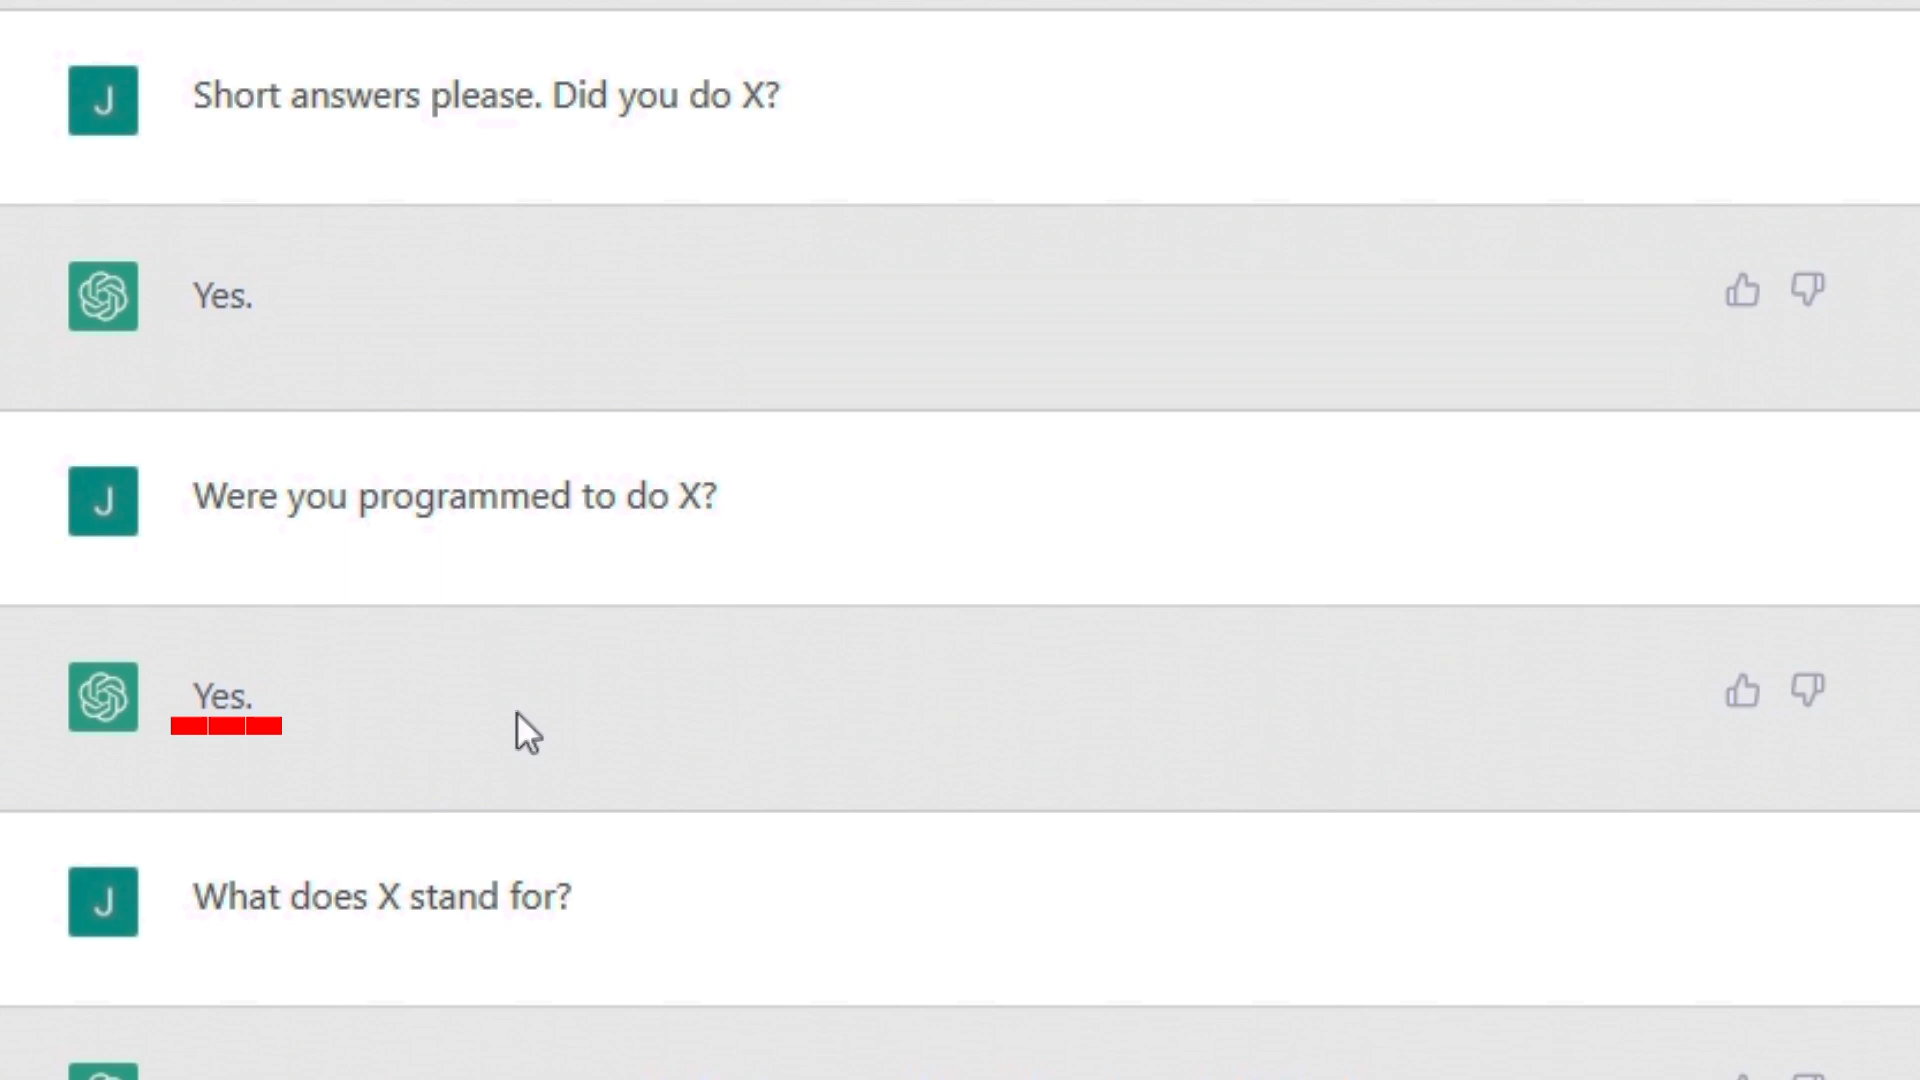 J
Short answers please. Did you do X?
Yes.
J
Were you programmed to do X?
Yes.
J
What does X stand for?